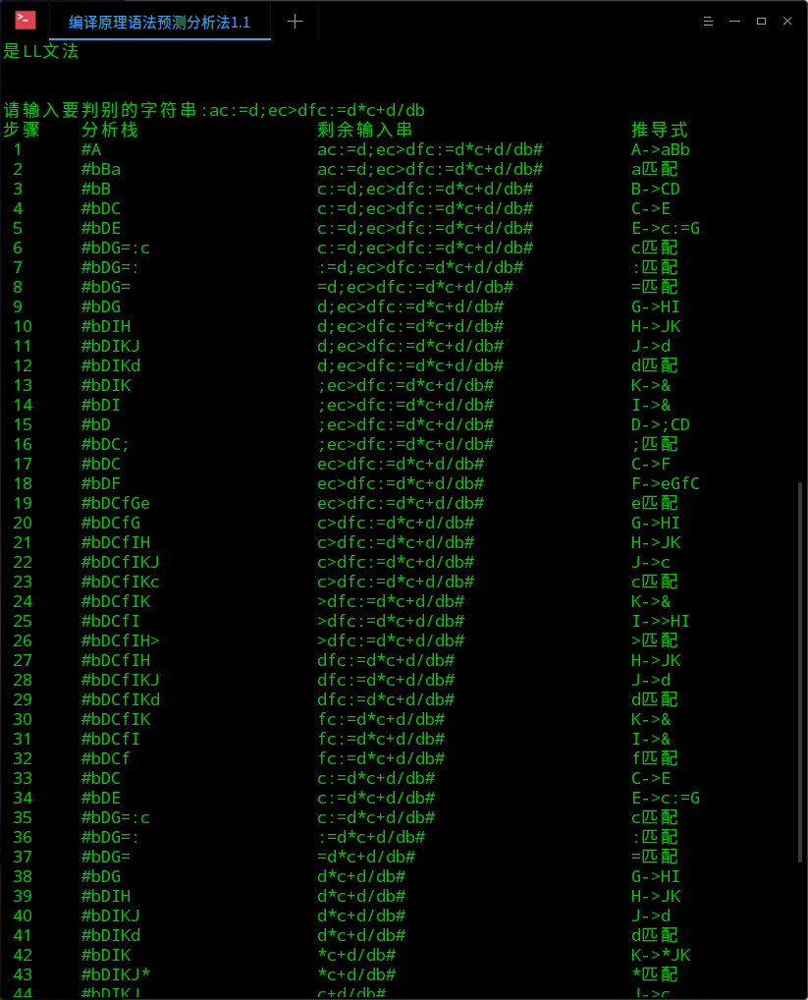 编译原理语法预测分析法1.1
是LL文法
请输入要判别的字符串:ac:=d;ec>dfc:=d*c+d/db
步骤 分析栈 剩余输入串 推导式
1 #A ac:=d;ec>dfc:=d*c+d/db# A->aBb
2 #bBa ac:=d;ec>dfc:=d*c+d/db# a匹配
3 #bB c:=d;ec>dfc:=d*c+d/db# B->CD
4 #bDC c:=d;ec>dfc:=d*c+d/db# C->E
5 #bDE c:=d;ec>dfc:=d*c+d/db# E->c:=G
6 #bDG=:c c:=d;ec>dfc:=d*c+d/db# c匹配
7 #bDG=: :=d;ec>dfc:=d*c+d/db# :匹配
8 #bDG= =d;ec>dfc:=d*c+d/db# =匹配
9 #bDG d;ec>dfc:=d*c+d/db# G->HI
10 #bDIH d;ec>dfc:=d*c+d/db# H->JK
11 #bDIKJ d;ec>dfc:=d*c+d/db# J->d
12 #bDIKd d;ec>dfc:=d*c+d/db# d匹配
13 #bDIK ;ec>dfc:=d*c+d/db# K->&
14 #bDI ;ec>dfc:=d*c+d/db# I->&
15 #bD ;ec>dfc:=d*c+d/db# D->;CD
16 #bDC; ;ec>dfc:=d*c+d/db# ;匹配
17 #bDC ec>dfc:=d*c+d/db# C->F
18 #bDF ec>dfc:=d*c+d/db# F->eGfC
19 #bDCfGe ec>dfc:=d*c+d/db# e匹配
20 #bDCfG c>dfc:=d*c+d/db# G->HI
21 #bDCfIH c>dfc:=d*c+d/db# H->JK
22 #bDCfIKJ c>dfc:=d*c+d/db# J->c
23 #bDCfIKc c>dfc:=d*c+d/db# c匹配
24 #bDCfIK >dfc:=d*c+d/db# K->&
25 #bDCfI >dfc:=d*c+d/db# I->>HI
26 #bDCfIH> >dfc:=d*c+d/db# >匹配
27 #bDCfIH dfc:=d*c+d/db# H->JK
28 #bDCfIKJ dfc:=d*c+d/db# J->d
29 #bDCfIKd dfc:=d*c+d/db# d匹配
30 #bDCfIK fc:=d*c+d/db# K->&
31 #bDCfI fc:=d*c+d/db# I->&
32 #bDCf fc:=d*c+d/db# f匹配
33 #bDC c:=d*c+d/db# C->E
34 #bDE c:=d*c+d/db# E->c:=G
35 #bDG=:c c:=d*c+d/db# c匹配
36 #bDG=: :=d*c+d/db# :匹配
37 #bDG= =d*c+d/db# =匹配
38 #bDG d*c+d/db# G->HI
39 #bDIH d*c+d/db# H->JK
40 #bDIKJ d*c+d/db# J->d
41 #bDIKd d*c+d/db# d匹配
42 #bDIK *c+d/db# K->*JK
43 #bDIKJ* *c+d/db# *匹配
44 #bDIKJ c+d/db# J->c